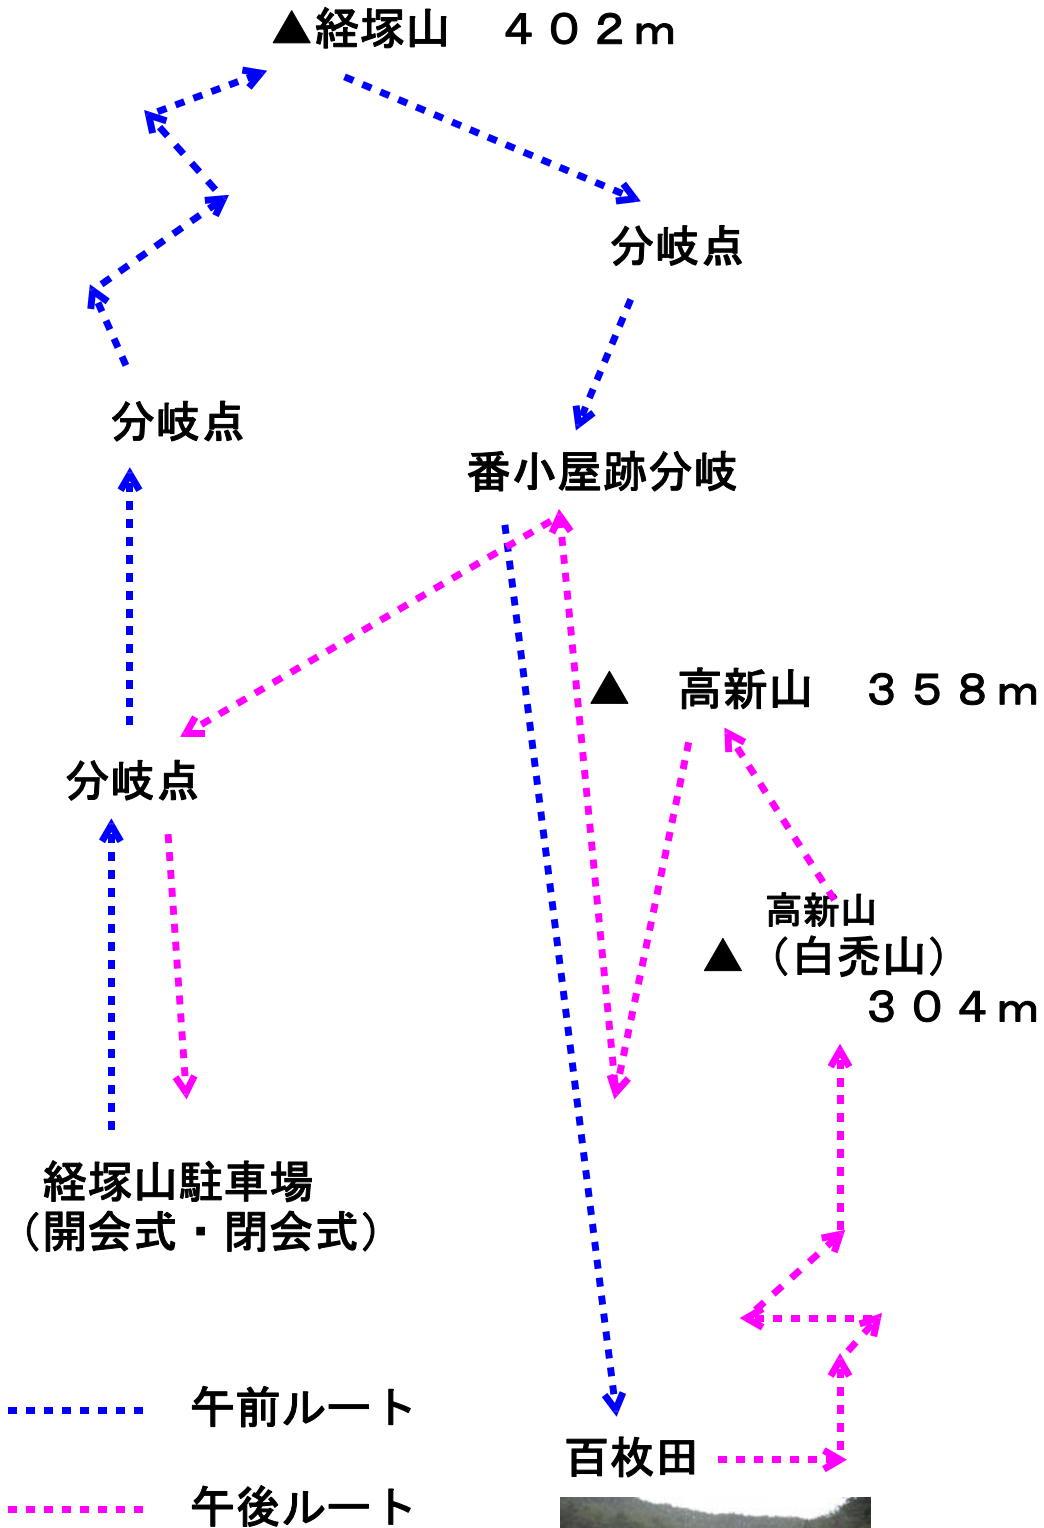 ▲経塚山　４０２ｍ
分岐点
分岐点
番小屋跡分岐
▲　高新山　３５８ｍ
分岐点
高新山
▲（白禿山）
３０４ｍ
経塚山駐車場
（開会式・閉会式）
午前ルート
百枚田
午後ルート